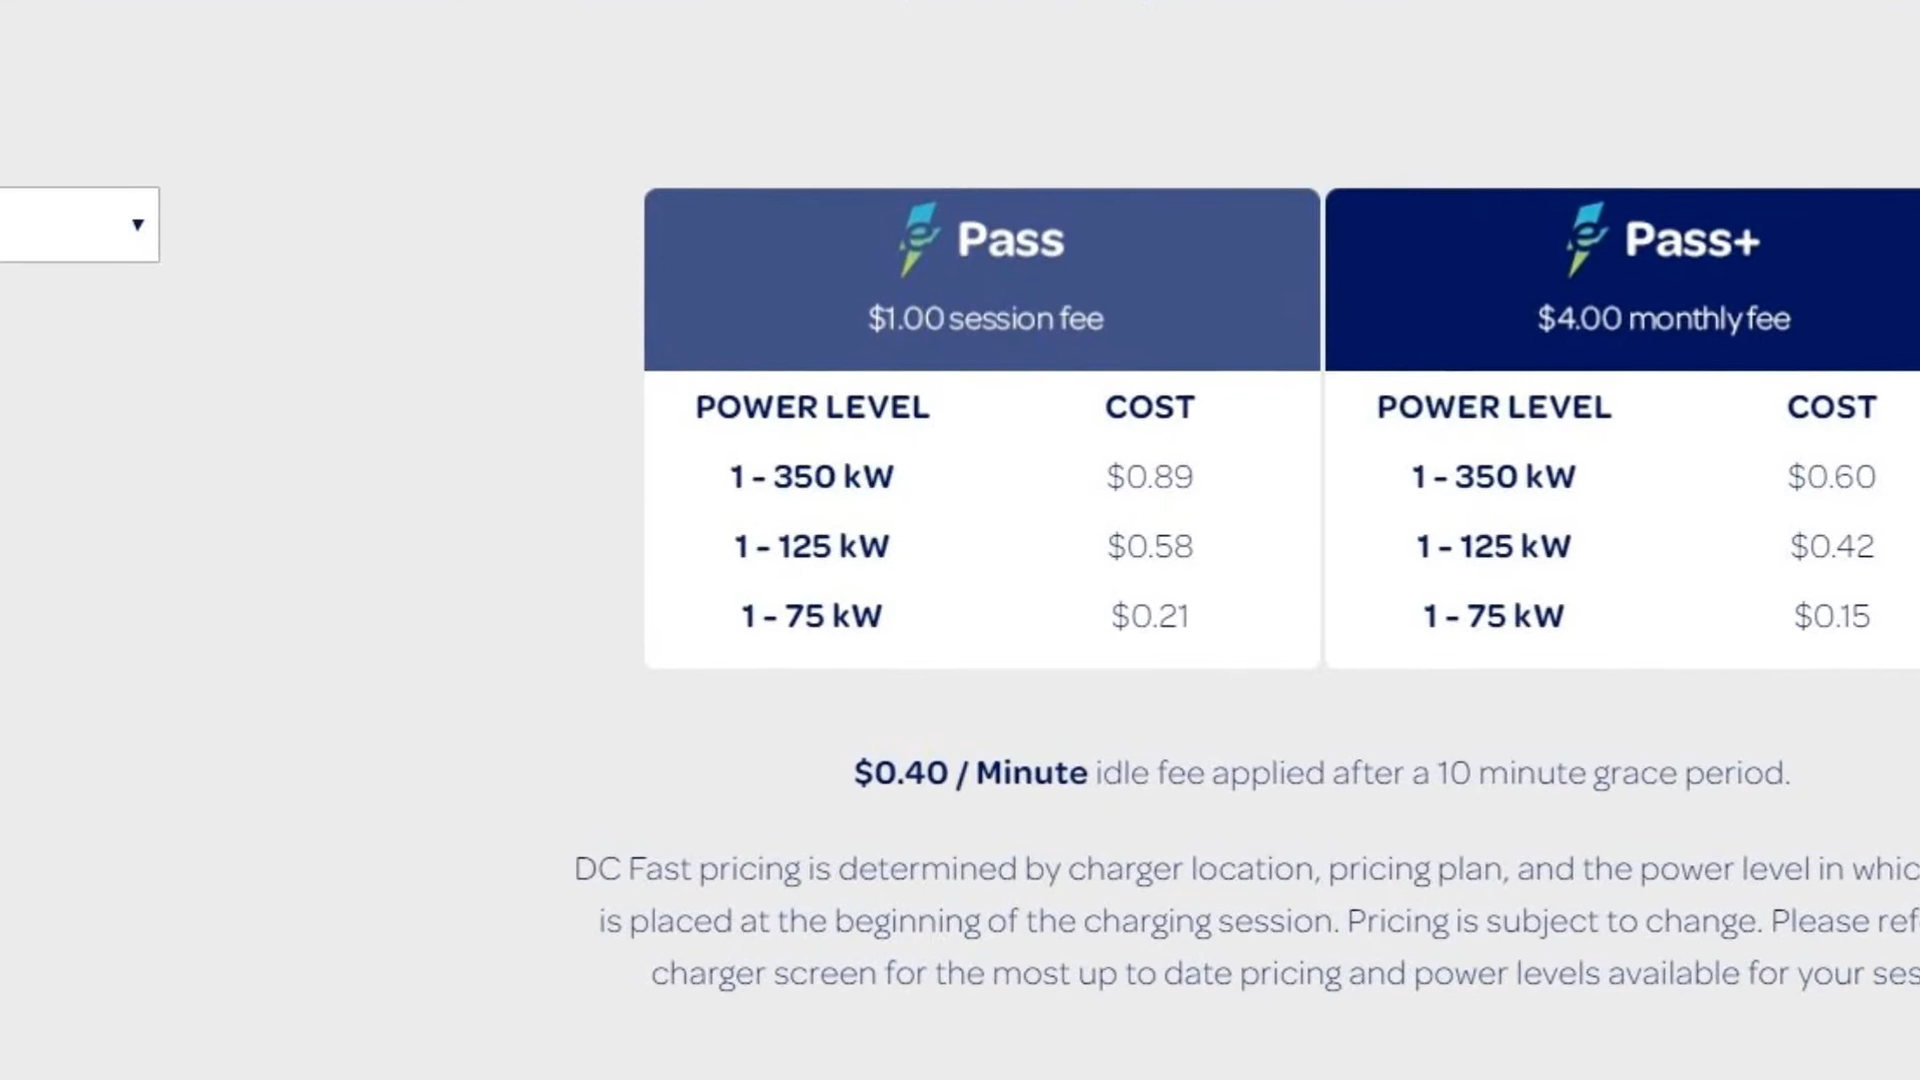 Pass
$1.00 session fee
POWER LEVEL COST
1 - 350 kW $0.89
1 - 125 kW $0.58
1 - 75 kW $0.21
Pass+
$4.00 monthly fee
POWER LEVEL COST
1 - 350 kW $0.60
1 - 125 kW $0.42
1 - 75 kW $0.15
$0.40 / Minute idle fee applied after a 10 minute grace period.
DC Fast pricing is determined by charger location, pricing plan, and the power level in
is placed at the beginning of the charging session. Pricing is subject to change. Please
charger screen for the most up to date pricing and power levels available for your